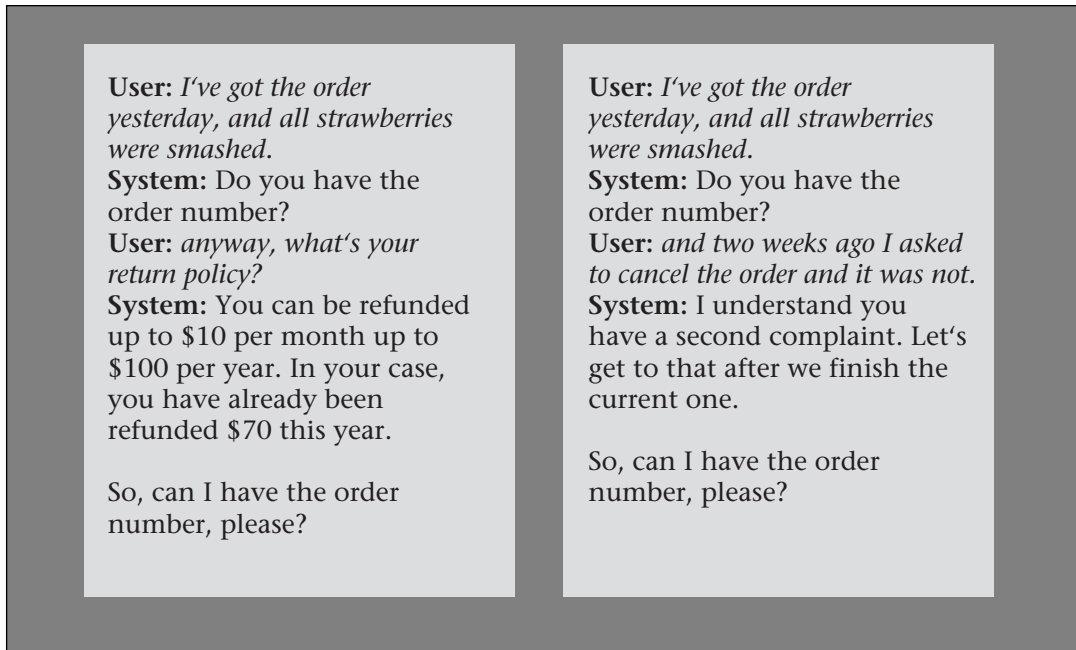 User: I‘ve got the order
yesterday, and all strawberries
were smashed.
System: Do you have the
order number?
User: anyway, what‘s your
return policy?
System: You can be refunded
up to $10 per month up to
$100 per year. In your case,
you have already been
refunded $70 this year.
So, can I have the order
number, please?
User: I‘ve got the order
yesterday, and all strawberries
were smashed.
System: Do you have the
order number?
User: and two weeks ago I asked
to cancel the order and it was not.
System: I understand you
have a second complaint. Let‘s
get to that after we finish the
current one.
So, can I have the order
number, please?